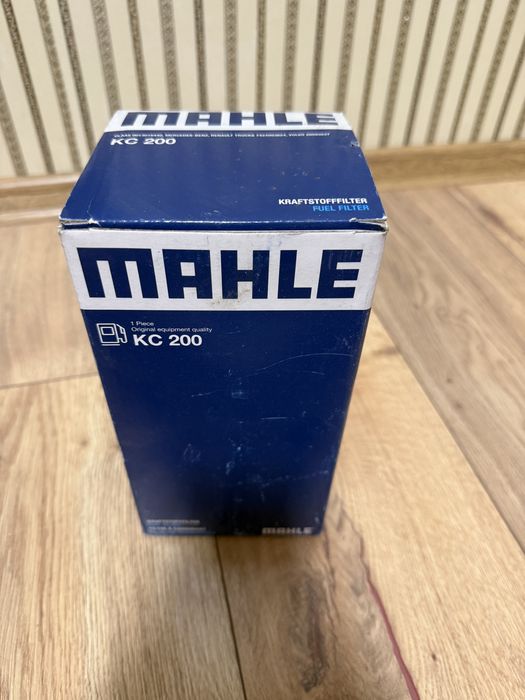 MAHLE
KC 200
KRAFTSTOFFFILTER
FUEL FILTER
MAHLE
1 Piece
Original equipment quality
KC 200
MAHLE